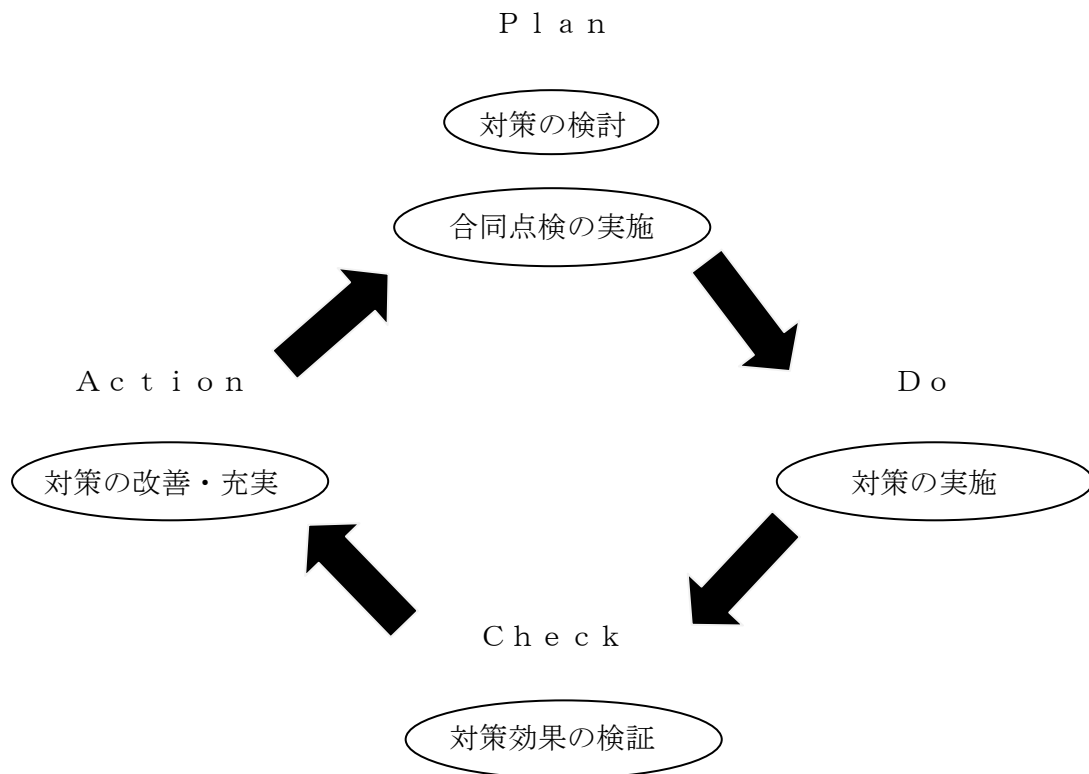 Ｐｌａｎ
対策の検討
合同点検の実施
Ａｃｔｉｏｎ
Ｄｏ
対策の改善・充実
対策の実施
Ｃｈｅｃｋ
対策効果の検証